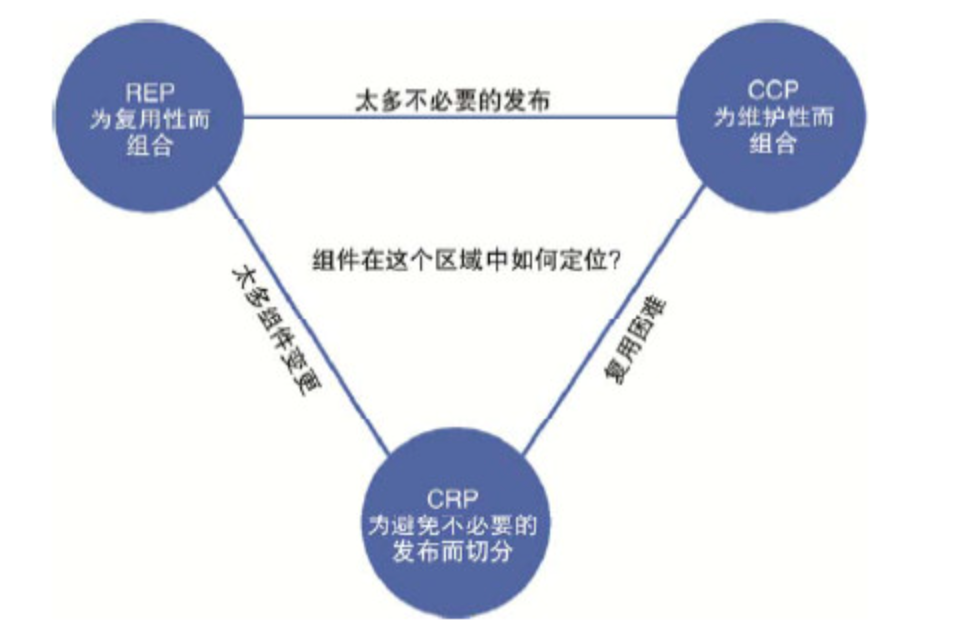 REP
为复用性而
组合
太多不必要的发布
CCP
为维护性而
组合
组件在这个区域中如何定位?
太多组件变更
复用困难
CRP
为避免不必要的
发布而切分